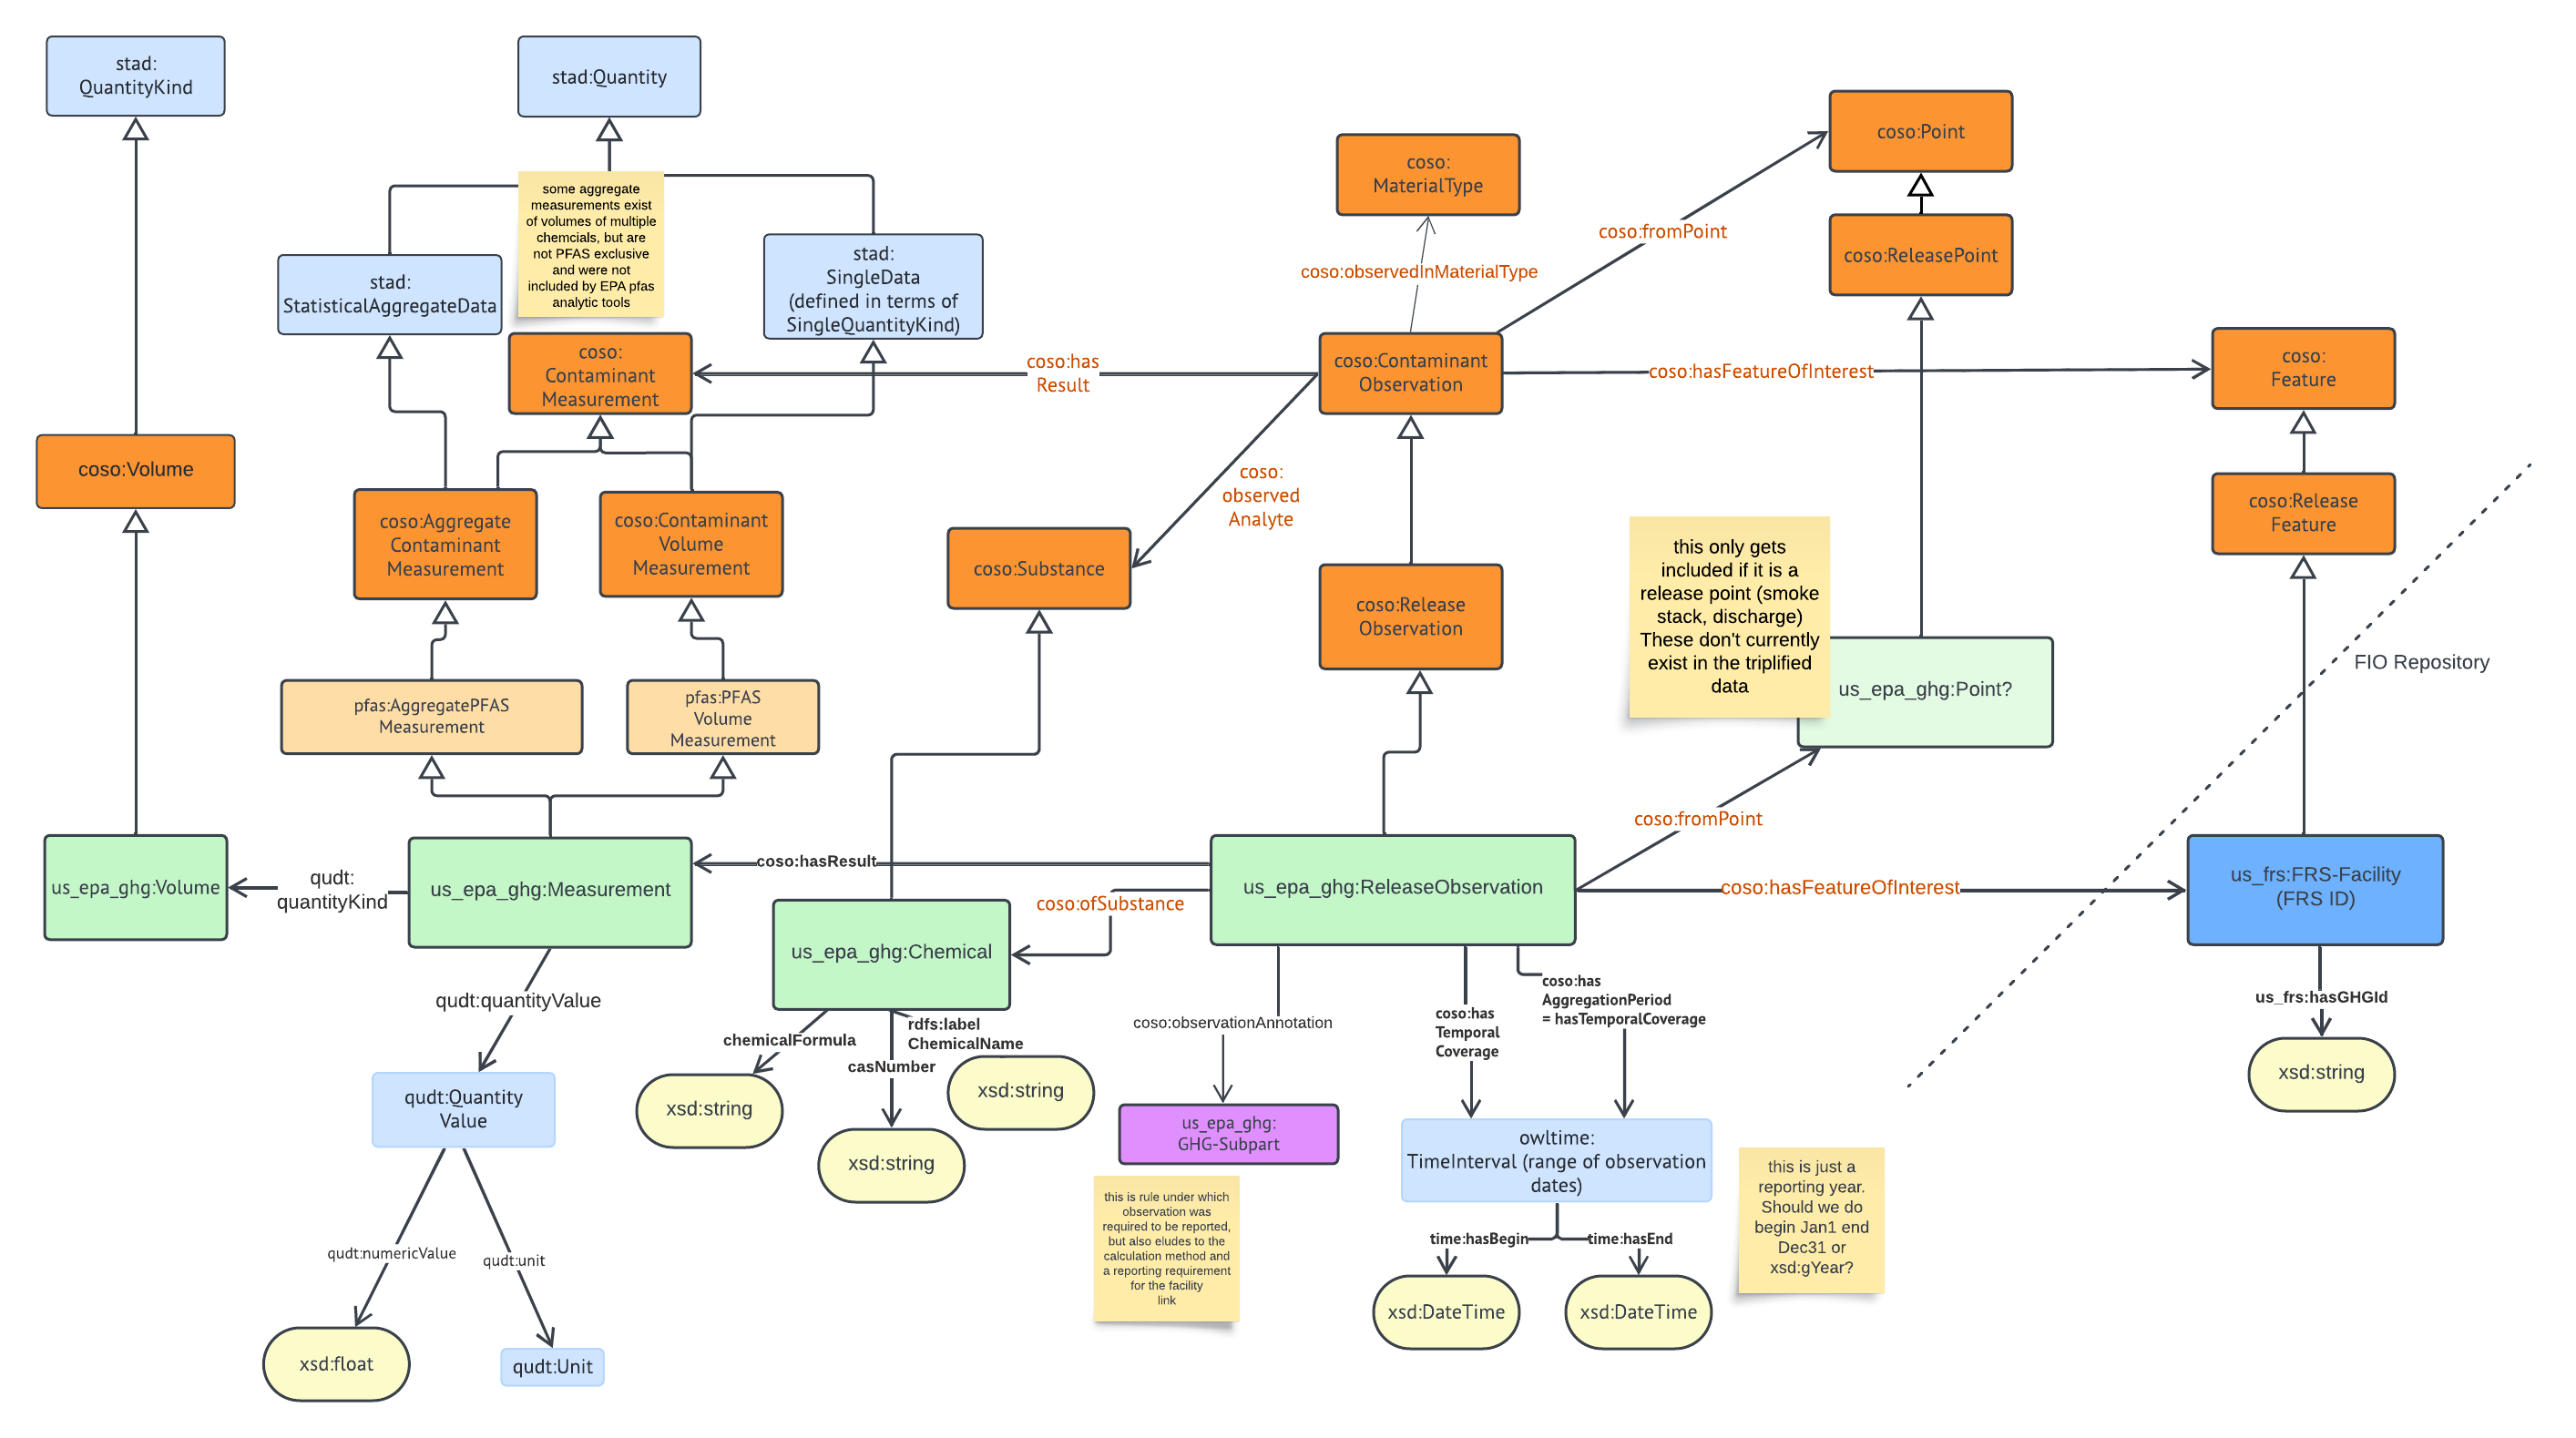 stad:
QuantityKind
stad:Quantity
some aggregate
measurements exist
of volumes of multiple
chemcials, but are
not PFAS exclusive
and were not
included by EPA pfas
analytic tools
stad:
StatisticalAggregateData
stad:
SingleData
(defined in terms of
SingleQuantityKind)
coso:
MaterialType
coso:Point
coso:fromPoint
coso:ReleasePoint
coso:observedInMaterialType
coso:
Contaminant
Measurement
coso:has
Result
coso:Contaminant
Observation
coso:hasFeatureOfInterest
coso:
Feature
coso:Volume
coso:
observed
Analyte
coso:Release
Feature
coso:Aggregate
Contaminant
Measurement
coso:Contaminant
Volume
Measurement
coso:Substance
coso:Release
Observation
this only gets
included if it is a
release point (smoke
stack, discharge)
These don't currently
exist in the triplified
data
us_epa_ghg:Point?
FIO Repository
pfas:AggregatePFAS
Measurement
pfas:PFAS
Volume
Measurement
coso:fromPoint
us_epa_ghg:Volume
qudt:
quantityKind
us_epa_ghg:Measurement
coso:hasResult
us_epa_ghg:Chemical
coso:ofSubstance
us_epa_ghg:ReleaseObservation
coso:hasFeatureOfInterest
us_frs:FRS-Facility
(FRS ID)
qudt:quantityValue
chemicalFormula
rdfs:label
ChemicalName
casNumber
coso:observationAnnotation
coso:has
Temporal
Coverage
coso:has
AggregationPeriod
= hasTemporalCoverage
us_frs:hasGHGId
qudt:Quantity
Value
xsd:string
xsd:string
xsd:string
us_epa_ghg:
GHG-Subpart
owltime:
TimeInterval (range of observation
dates)
xsd:string
this is rule under which
observation was
required to be reported,
but also eludes to the
calculation method and
a reporting requirement
for the facility
link
this is just a
reporting year.
Should we do
begin Jan1 end
Dec31 or
xsd:gYear?
qudt:numericValue
qudt:unit
time:hasBegin
time:hasEnd
xsd:float
qudt:Unit
xsd:DateTime
xsd:DateTime